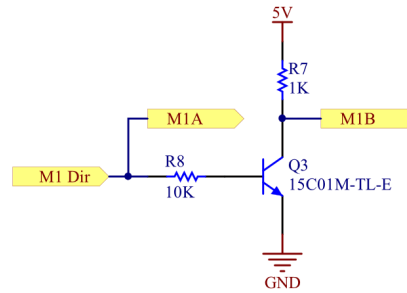 5V
R7
1K
M1A
M1B
R8
Q3
M1 Dir
10K
15C01M-TL-E
GND